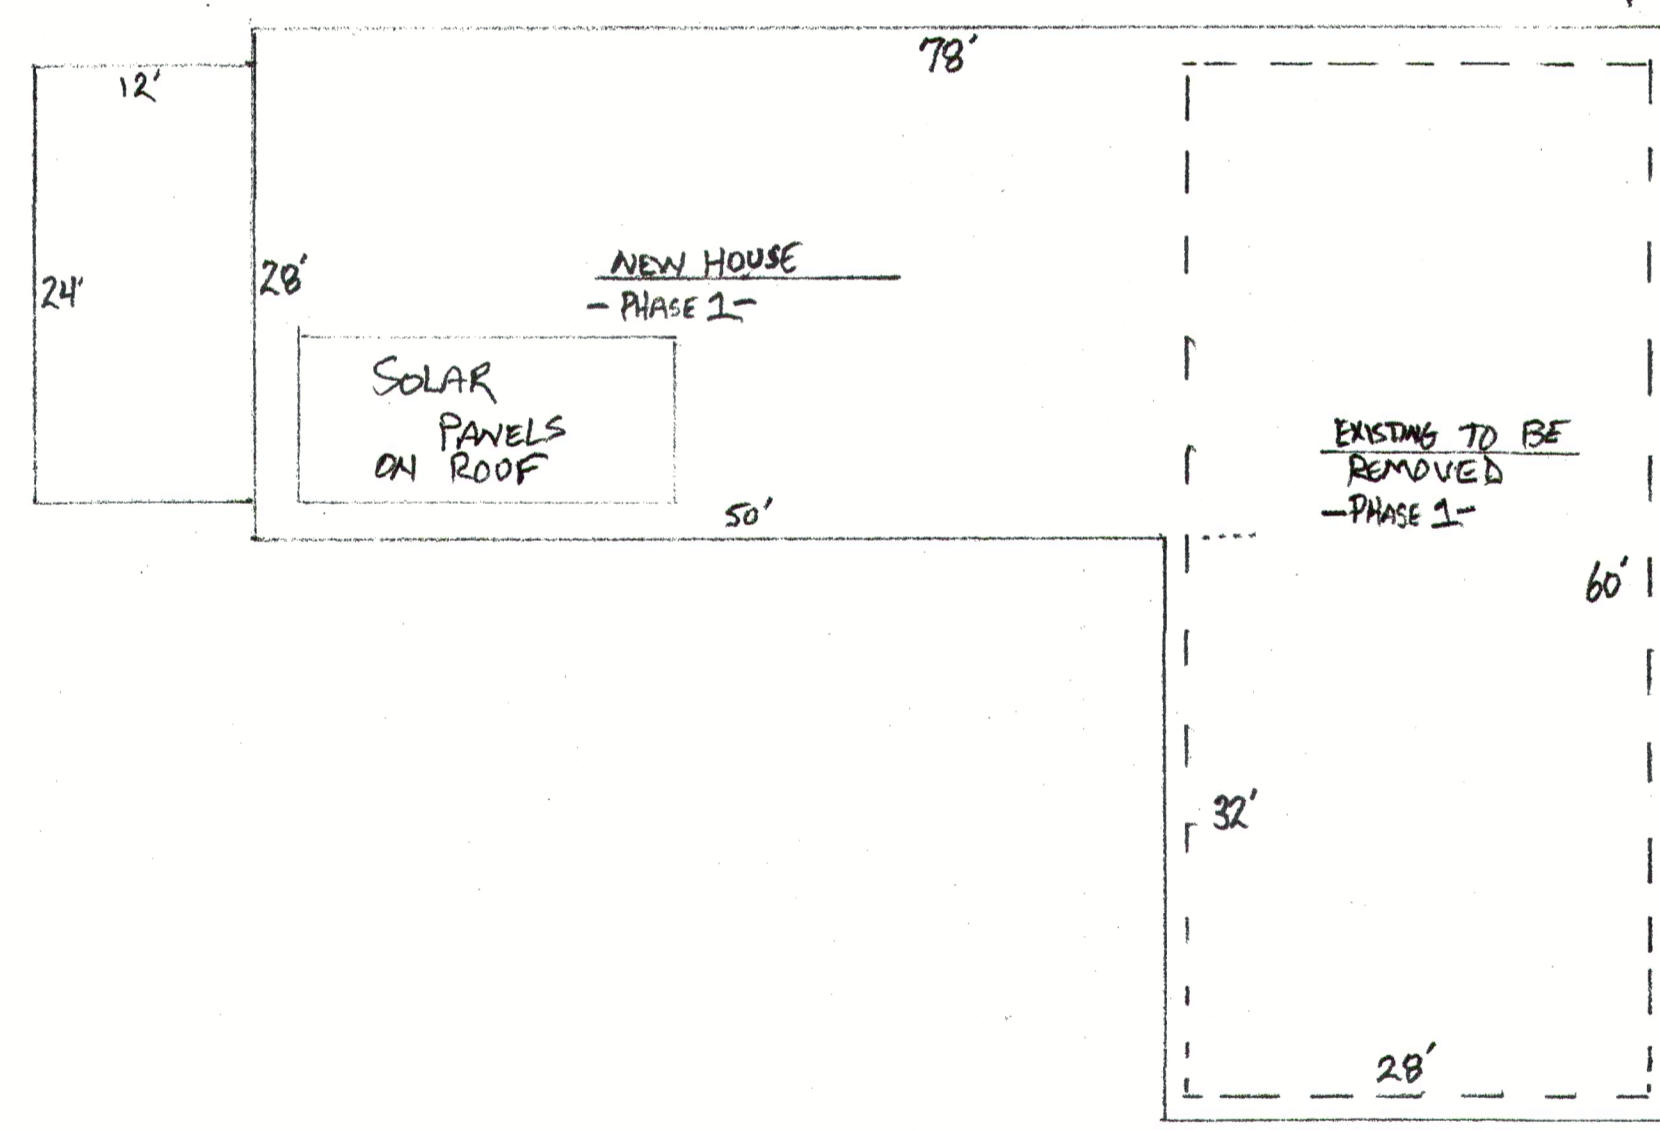 78'
12'
NEW HOUSE
- PHASE 1 -
24'
28'
SOLAR
PANELS
ON ROOF
50'
EXISTING TO BE
REMOVED
- PHASE 1 -
60'
32'
28'